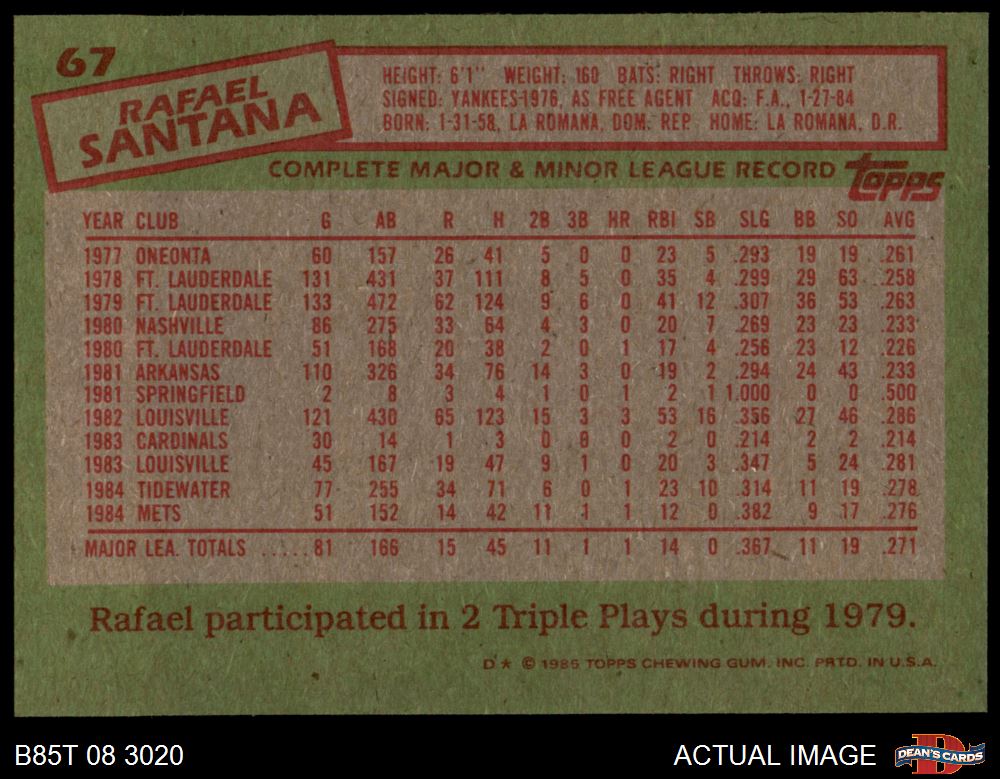 67
RAFAEL
SANTANA
HEIGHT: 6'1" WEIGHT: 160 BATS: RIGHT THROWS: RIGHT
SIGNED: YANKEES-1976, AS FREE AGENT ACQ: F.A., 1-27-84
BORN: 1-31-58, LA ROMANA, DOM. REP. HOME: LA ROMANA, D.R.
COMPLETE MAJOR & MINOR LEAGUE RECORD topps
YEAR CLUB G AB R H 2B 3B HR RBI SB SLG BB SO AVG
1977 ONEONTA 60 157 26 41 5 0 0 23 5 .293 19 19 .261
1978 FT. LAUDERDALE 131 431 37 111 8 5 0 35 4 .299 29 63 .258
1979 FT. LAUDERDALE 133 472 62 124 9 6 0 41 12 .307 36 53 .263
1980 NASHVILLE 86 275 33 64 4 3 0 20 7 .269 23 23 .233
1980 FT. LAUDERDALE 51 168 20 38 2 0 1 17 4 .256 23 12 .226
1981 ARKANSAS 110 326 34 76 14 3 0 19 2 .294 24 43 .233
1981 SPRINGFIELD 2 8 3 4 1 0 1 2 1 1.000 0 0 .500
1982 LOUISVILLE 121 430 65 123 15 3 3 53 16 .356 27 46 .286
1983 CARDINALS 30 14 1 3 0 0 0 2 0 .214 2 2 .214
1983 LOUISVILLE 45 167 19 47 9 1 0 20 3 .347 5 24 .281
1984 TIDEWATER 77 255 34 71 6 0 1 23 10 .314 11 19 .278
1984 METS 51 152 14 42 11 1 1 12 0 .382 9 17 .276
MAJOR LEA. TOTALS .....81 166 15 45 11 1 1 14 0 .367 11 19 .271
Rafael participated in 2 Triple Plays during 1979.
D* © 1985 TOPPS CHEWING GUM, INC. PRTD. IN U.S.A.
B85T 08 3020 ACTUAL IMAGE DEAN'S CARDS